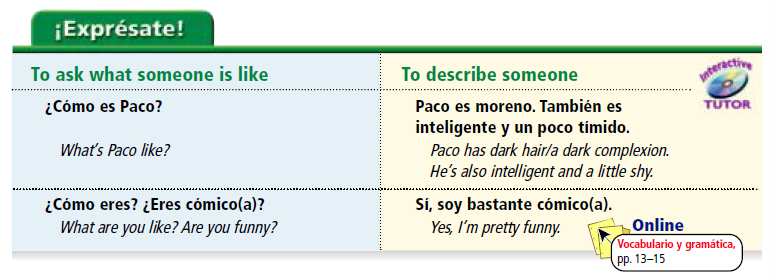 ¡Exprésate!
To ask what someone is like
To describe someone
Interactive
TUTOR
¿Cómo es Paco?
What's Paco like?
Paco es moreno. También es
inteligente y un poco tímido.
Paco has dark hair/a dark complexion.
He's also intelligent and a little shy.
¿Cómo eres? ¿Eres cómico(a)?
What are you like? Are you funny?
Sí, soy bastante cómico(a).
Yes, I'm pretty funny.
Online
Vocabulario y gramática,
pp. 13–15